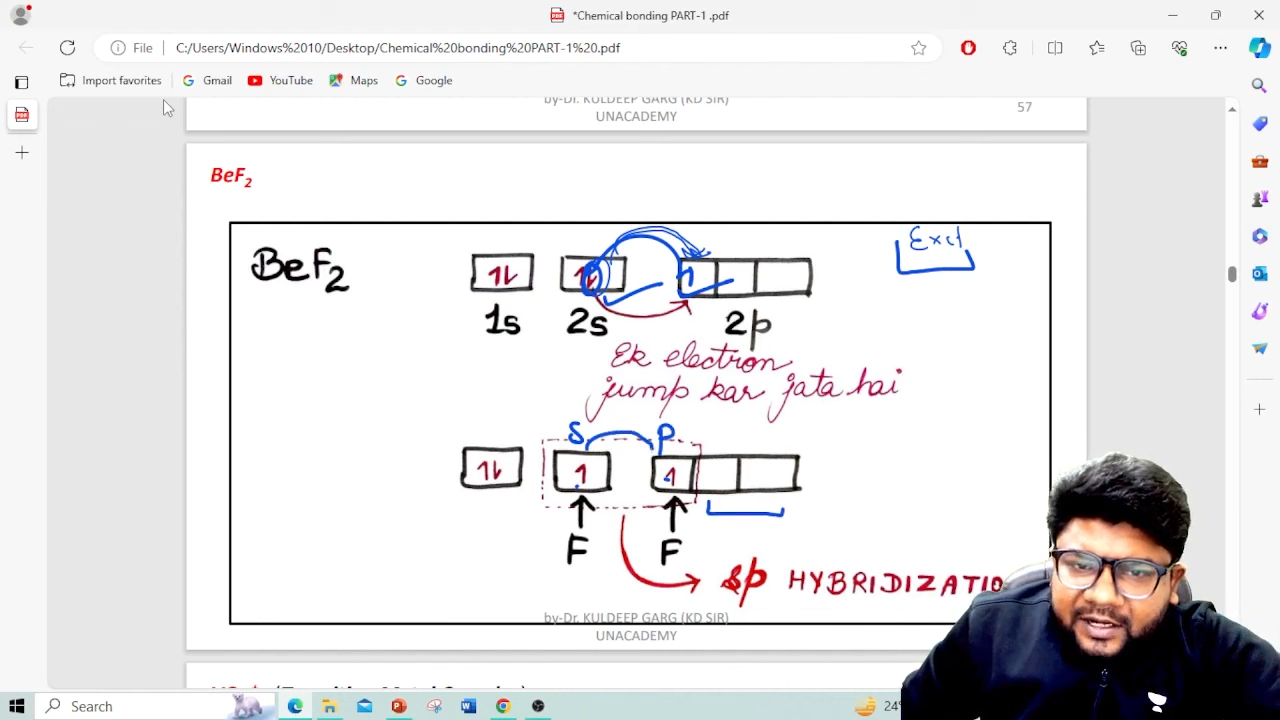 *Chemical bonding PART-1 .pdf
File
C:/Users/Windows%2010/Desktop/Chemical%20bonding%20PART-1%20.pdf
Import favorites
Gmail
YouTube
Maps
Google
by-Dr. KULDEEP GARG (KD SIR)
UNACADEMY
57
BeF2
Exct
BeF2
1s 2s 2p
Ek electron
jump kar jata hai
s p
F F
sp HYBRIDIZATIO
by-Dr. KULDEEP GARG (KD SIR)
UNACADEMY
Search
24°